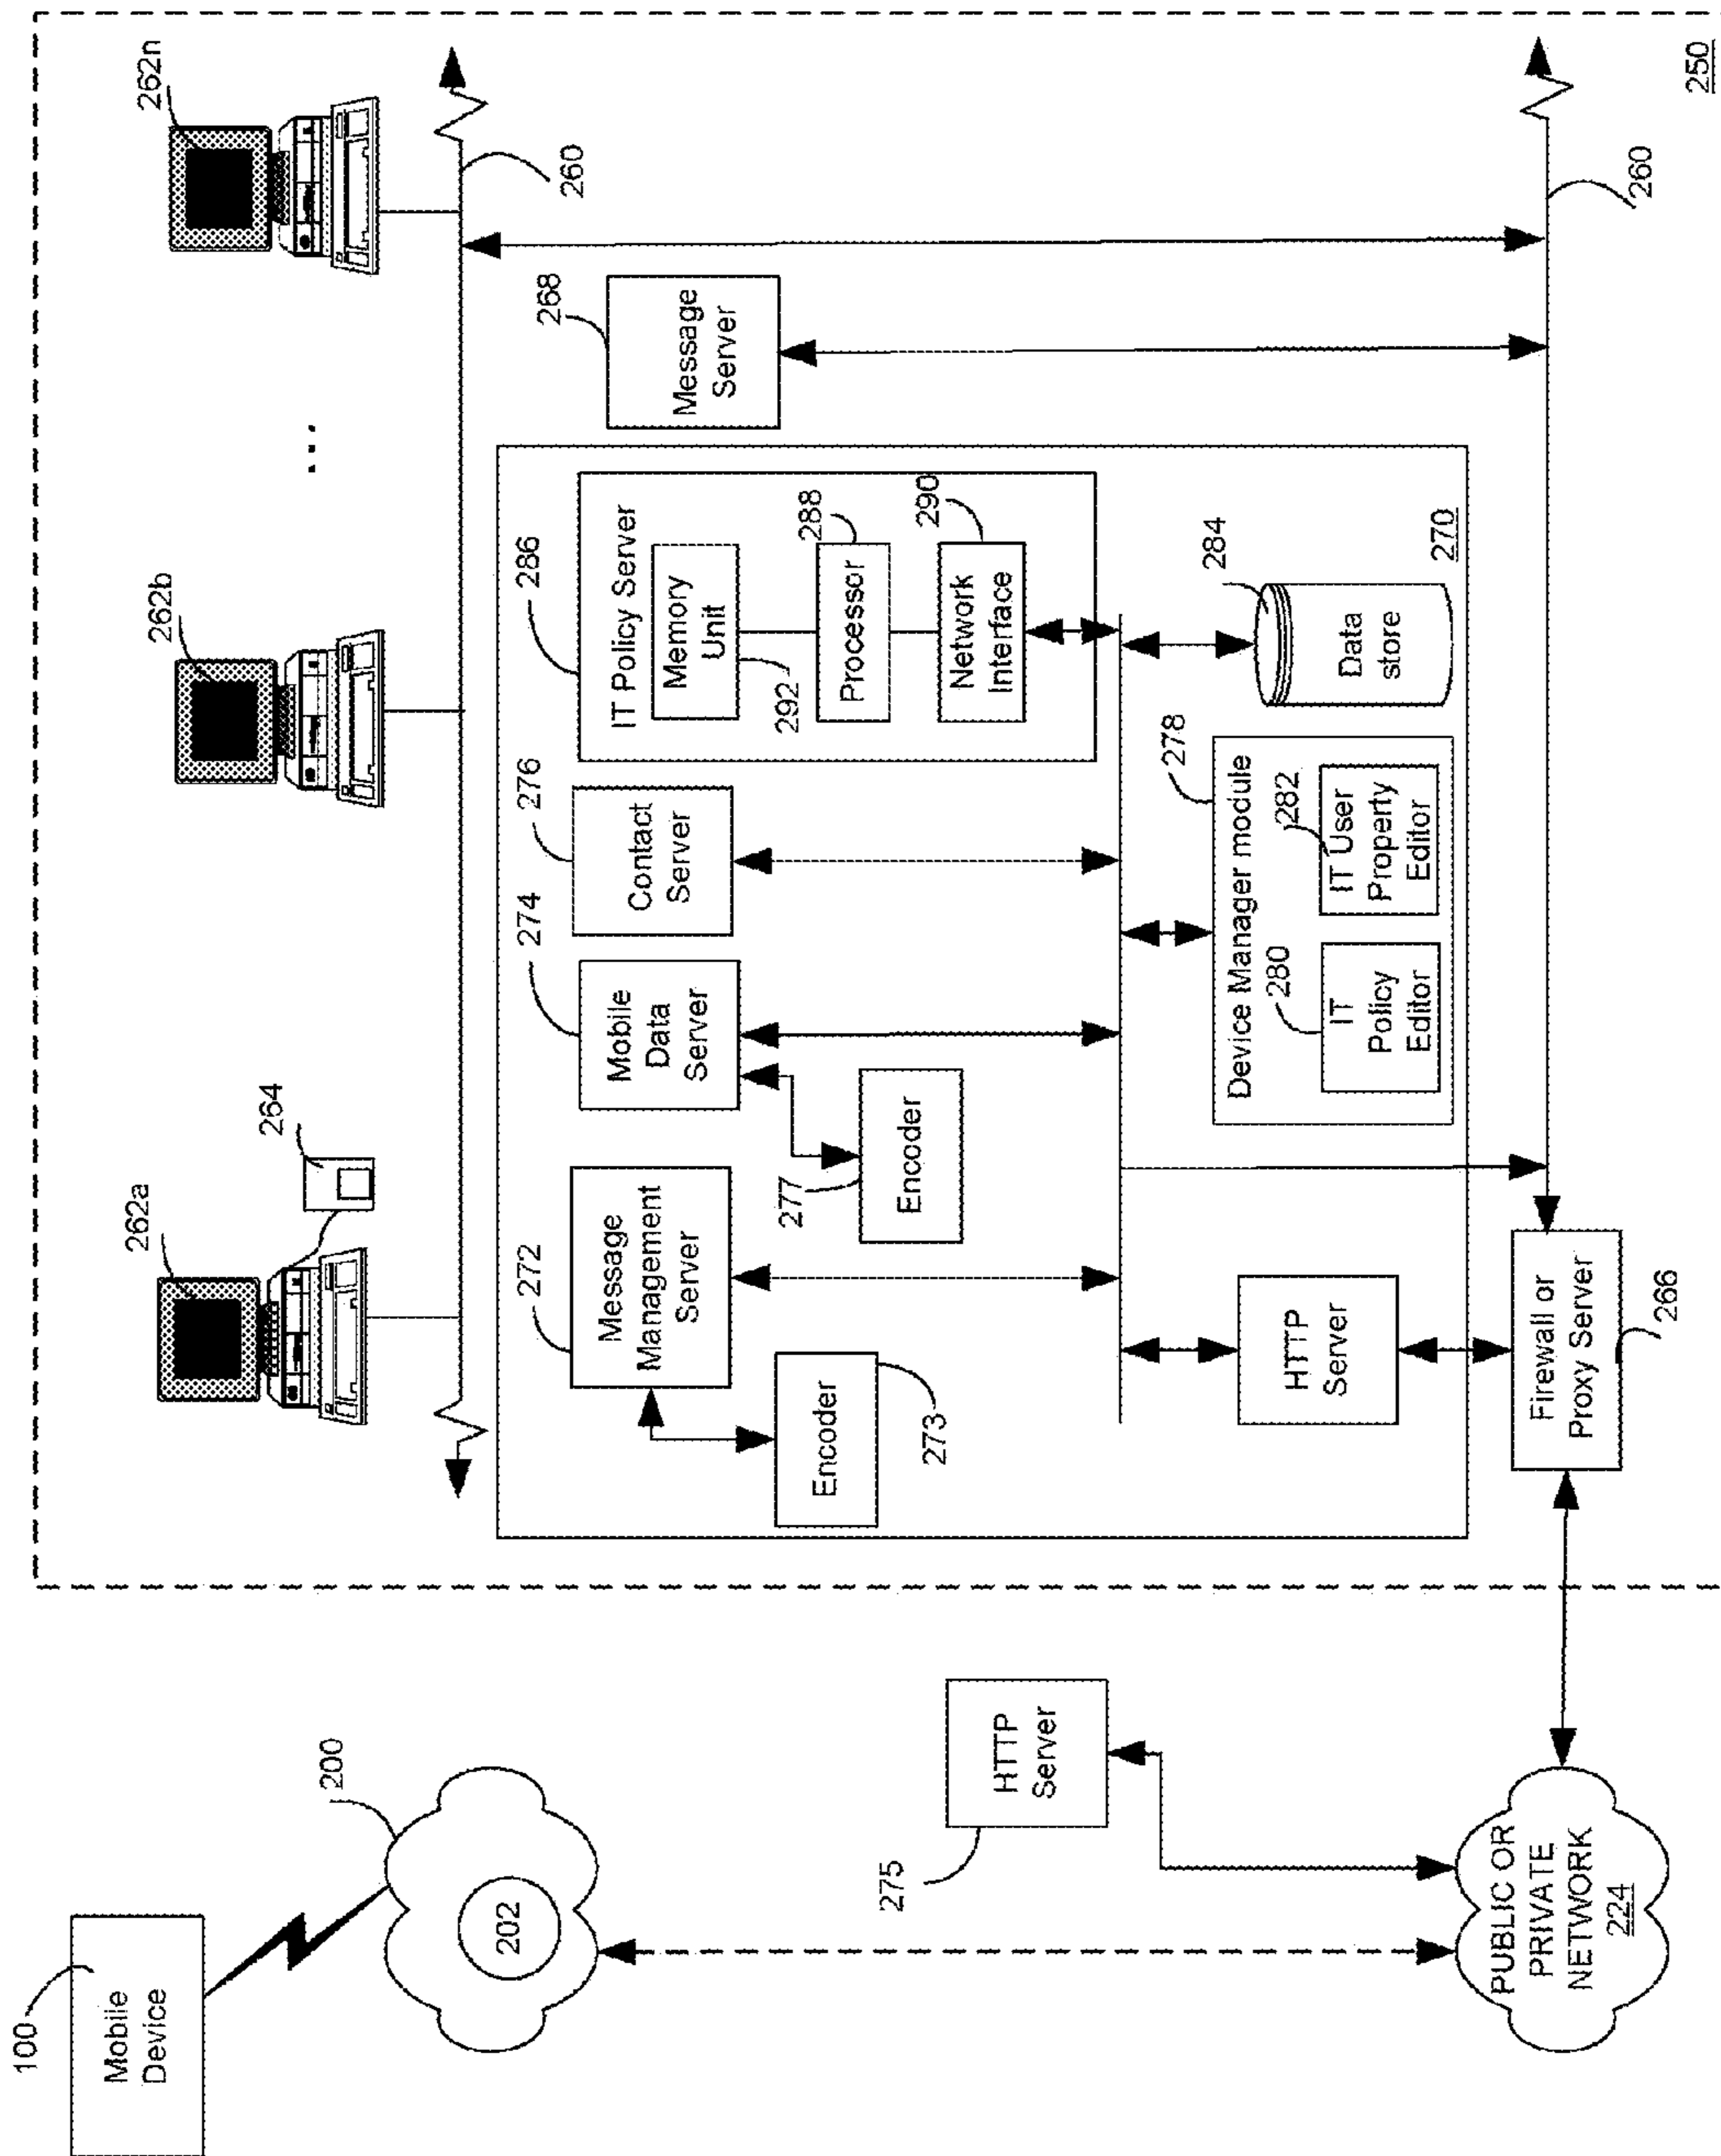 100
Mobile
Device
200
202
275
HTTP
Server
PUBLIC OR
PRIVATE
NETWORK
224
262a
264
262b
...
262n
260
272
Message
Management
Server
Encoder
273
274
Mobile
Data
Server
277
Encoder
276
Contact
Server
286
IT Policy Server
Memory
Unit
292
Processor
288
Network
Interface
290
268
Message
Server
HTTP
Server
Device Manager module
278
280
IT
Policy
Editor
282
IT User
Property
Editor
284
Data
store
270
Firewall or
Proxy Server
266
260
250